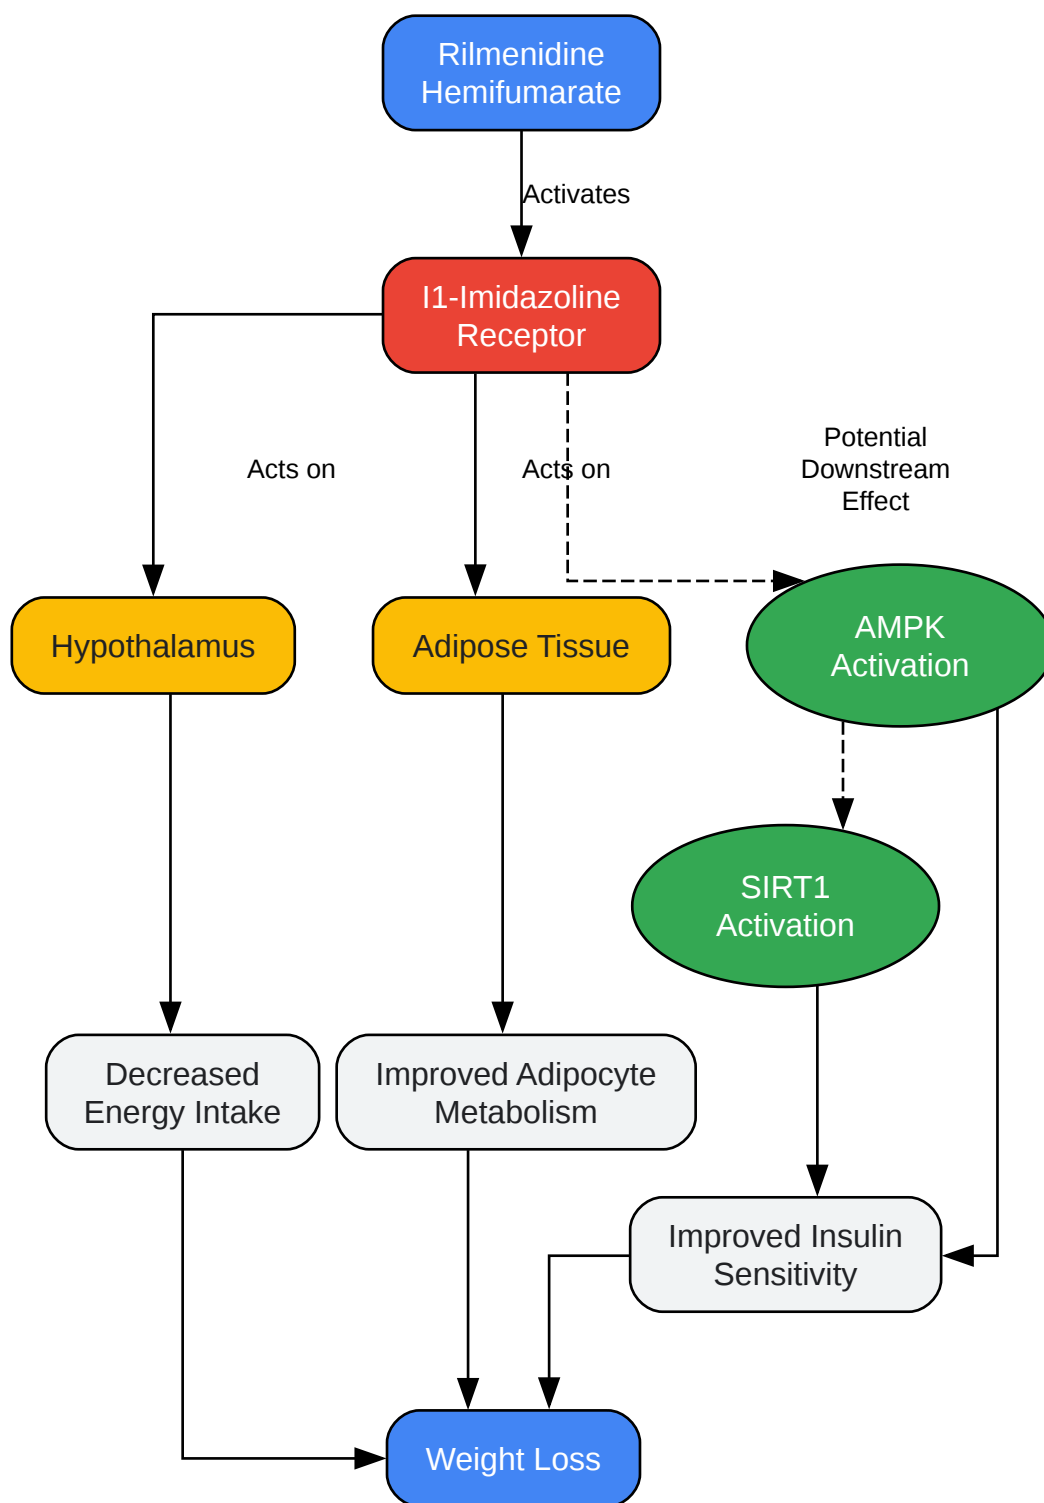 Rilmenidine
Hemifumarate
Activates
I1-Imidazoline
Receptor
Acts on
Acts on
Potential
Downstream
Effect
Hypothalamus
Adipose Tissue
AMPK
Activation
SIRT1
Activation
Decreased
Energy Intake
Improved Adipocyte
Metabolism
Improved Insulin
Sensitivity
Weight Loss